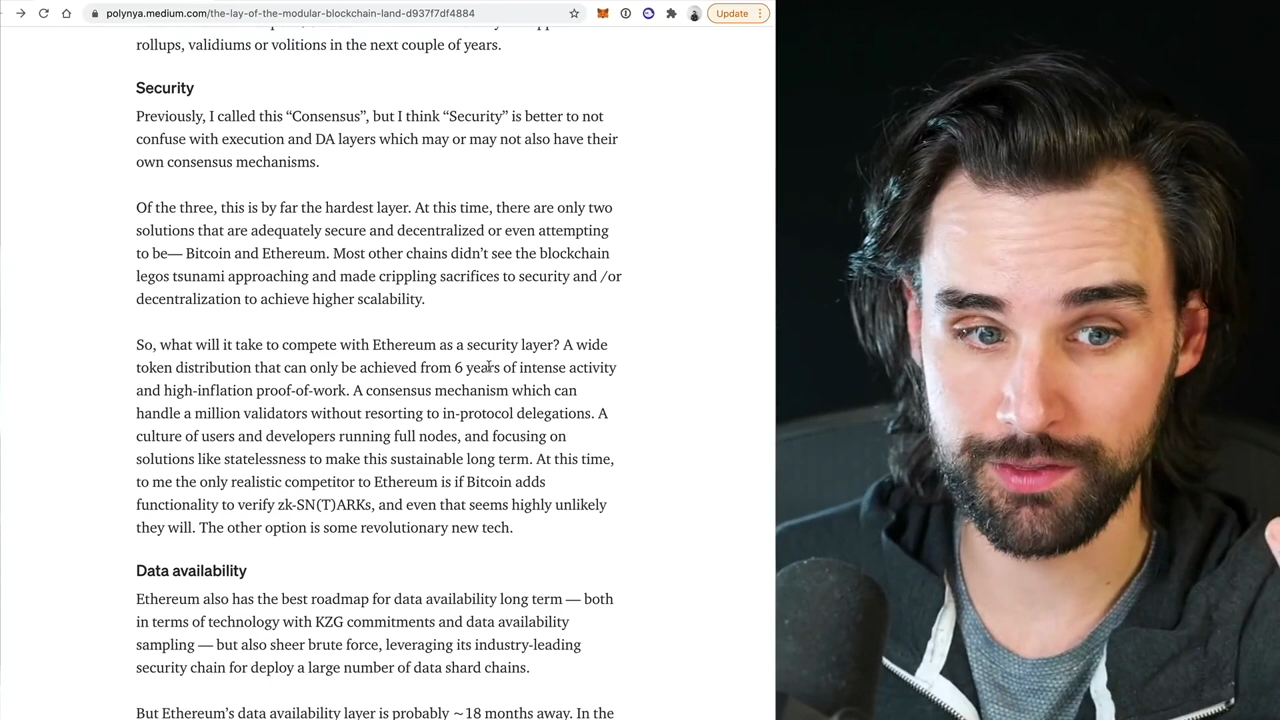 polynya.medium.com/the-lay-of-the-modular-blockchain-land-d937f7df4884
Update
rollups, validiums or volitions in the next couple of years.
Security
Previously, I called this “Consensus”, but I think “Security” is better to not
confuse with execution and DA layers which may or may not also have their
own consensus mechanisms.
Of the three, this is by far the hardest layer. At this time, there are only two
solutions that are adequately secure and decentralized or even attempting
to be— Bitcoin and Ethereum. Most other chains didn’t see the blockchain
legos tsunami approaching and made crippling sacrifices to security and /or
decentralization to achieve higher scalability.
So, what will it take to compete with Ethereum as a security layer? A wide
token distribution that can only be achieved from 6 years of intense activity
and high-inflation proof-of-work. A consensus mechanism which can
handle a million validators without resorting to in-protocol delegations. A
culture of users and developers running full nodes, and focusing on
solutions like statelessness to make this sustainable long term. At this time,
to me the only realistic competitor to Ethereum is if Bitcoin adds
functionality to verify zk-SN(T)ARKs, and even that seems highly unlikely
they will. The other option is some revolutionary new tech.
Data availability
Ethereum also has the best roadmap for data availability long term — both
in terms of technology with KZG commitments and data availability
sampling — but also sheer brute force, leveraging its industry-leading
security chain for deploy a large number of data shard chains.
But Ethereum’s data availability layer is probably ~18 months away. In the